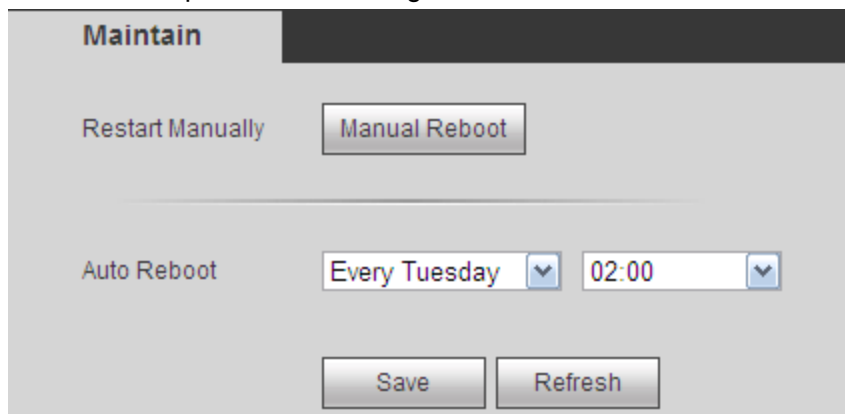 Maintain
Restart Manually Manual Reboot
Auto Reboot Every Tuesday 02:00
Save Refresh